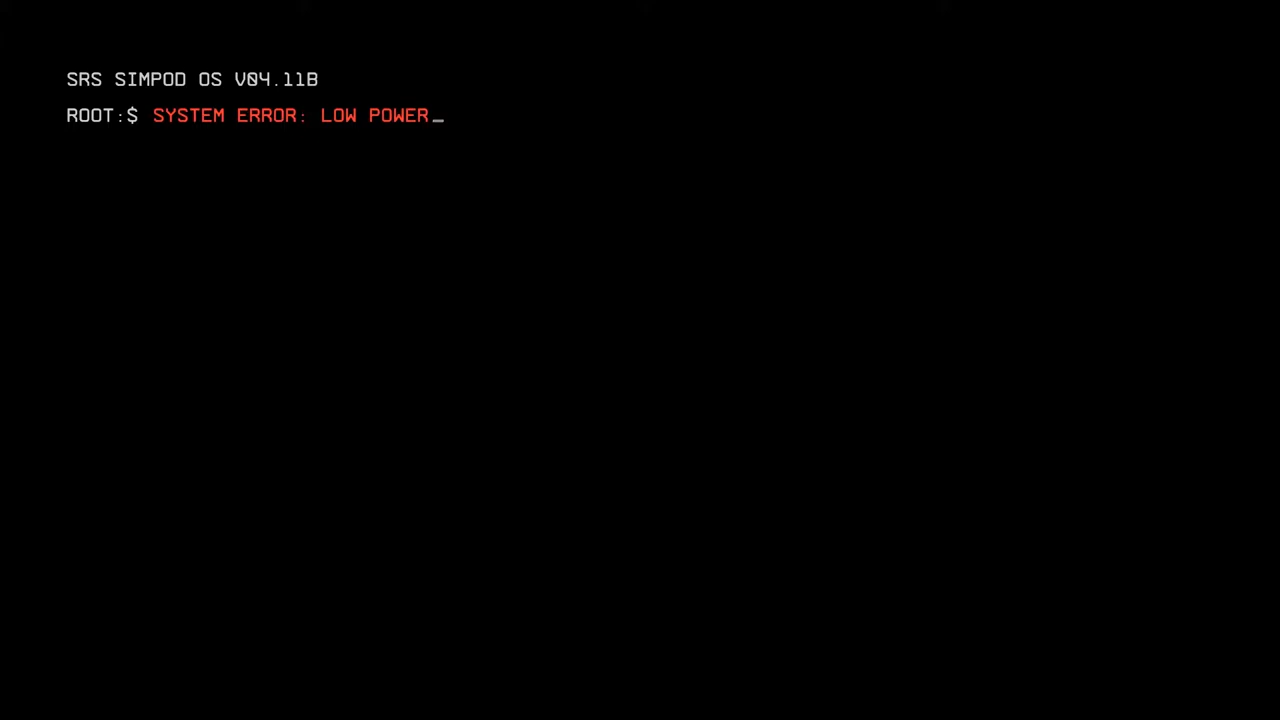 SRS SIMPOD OS V04.11B
ROOT:$ SYSTEM ERROR: LOW POWER_